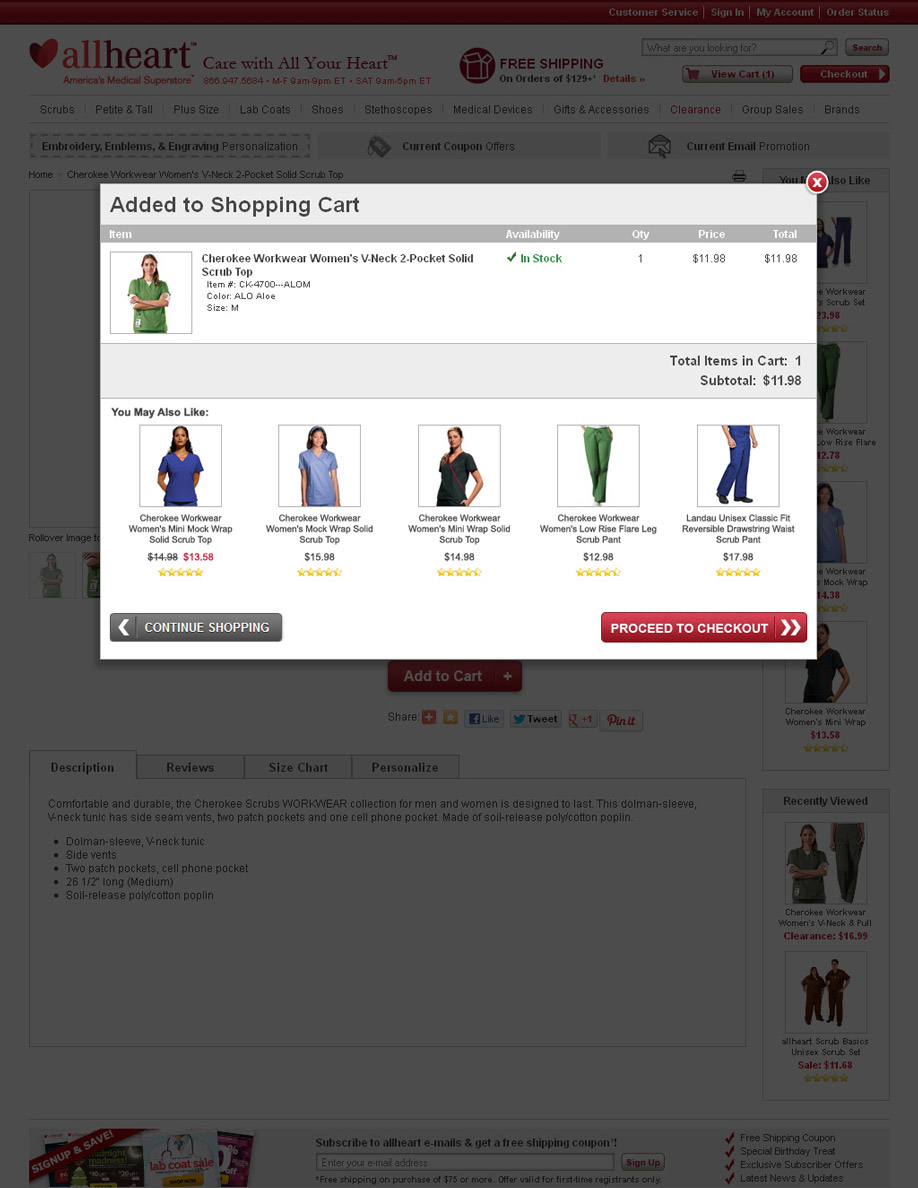 Customer Service | Sign In | My Account | Order Status
allheart™ Care with All Your Heart™
America's Medical Superstore™ 866.947.5684 • M-F 9am-9pm ET • SAT 9am-5pm ET
FREE SHIPPING
On Orders of $129+* Details »
What are you looking for?
Search
View Cart (1)
Checkout
Scrubs Petite & Tall Plus Size Lab Coats Shoes Stethoscopes Medical Devices Gifts & Accessories Clearance Group Sales Brands
Embroidery, Emblems, & Engraving Personalization
Current Coupon Offers
Current Email Promotion
Home Cherokee Workwear Women's V-Neck 2-Pocket Solid Scrub Top
Added to Shopping Cart
Item Availability Qty Price Total
Cherokee Workwear Women's V-Neck 2-Pocket Solid
Scrub Top
Item #: CK-4700---ALOM
Color: ALO Aloe
Size: M
In Stock
1
$11.98
$11.98
Total Items in Cart: 1
Subtotal: $11.98
You May Also Like:
Cherokee Workwear
Women's Mini Mock Wrap
Solid Scrub Top
$14.98 $13.58
Cherokee Workwear
Women's Mock Wrap Solid
Scrub Top
$15.98
Cherokee Workwear
Women's Mini Wrap Solid
Scrub Top
$14.98
Cherokee Workwear
Women's Low Rise Flare Leg
Scrub Pant
$12.98
Landau Unisex Classic Fit
Reversible Drawstring Waist
Scrub Pant
$17.98
CONTINUE SHOPPING
PROCEED TO CHECKOUT
Rollover Image to
Add to Cart +
Share:
Like
Tweet
+1
Pin it
Description
Reviews
Size Chart
Personalize
Comfortable and durable, the Cherokee Scrubs WORKWEAR collection for men and women is designed to last. This dolman-sleeve,
V-neck tunic has side seam vents, two patch pockets and one cell phone pocket. Made of soil-release poly/cotton poplin.
• Dolman-sleeve, V-neck tunic
• Side vents
• Two patch pockets, cell phone pocket
• 26 1/2" long (Medium)
• Soil-release poly/cotton poplin
You M
lso Like
Workwear
s Scrub Set
23.98
Workwear
Low Rise Flare
12.78
Workwear
s Mock Wrap
14.38
Cherokee Workwear
Women's Mini Wrap
$13.58
Recently Viewed
Cherokee Workwear
Women's V-Neck & Pull
Clearance: $16.99
allheart Scrub Basics
Unisex Scrub Set
Sale: $11.68
SIGNUP & SAVE!
midnight
madness!
lab coat sale
Subscribe to allheart e-mails & get a free shipping coupon*!
Enter your e-mail address
Sign Up
*Free shipping on purchase of $75 or more. Offer valid for first-time registrants only.
Free Shipping Coupon
Special Birthday Treat
Exclusive Subscriber Offers
Latest News & Updates